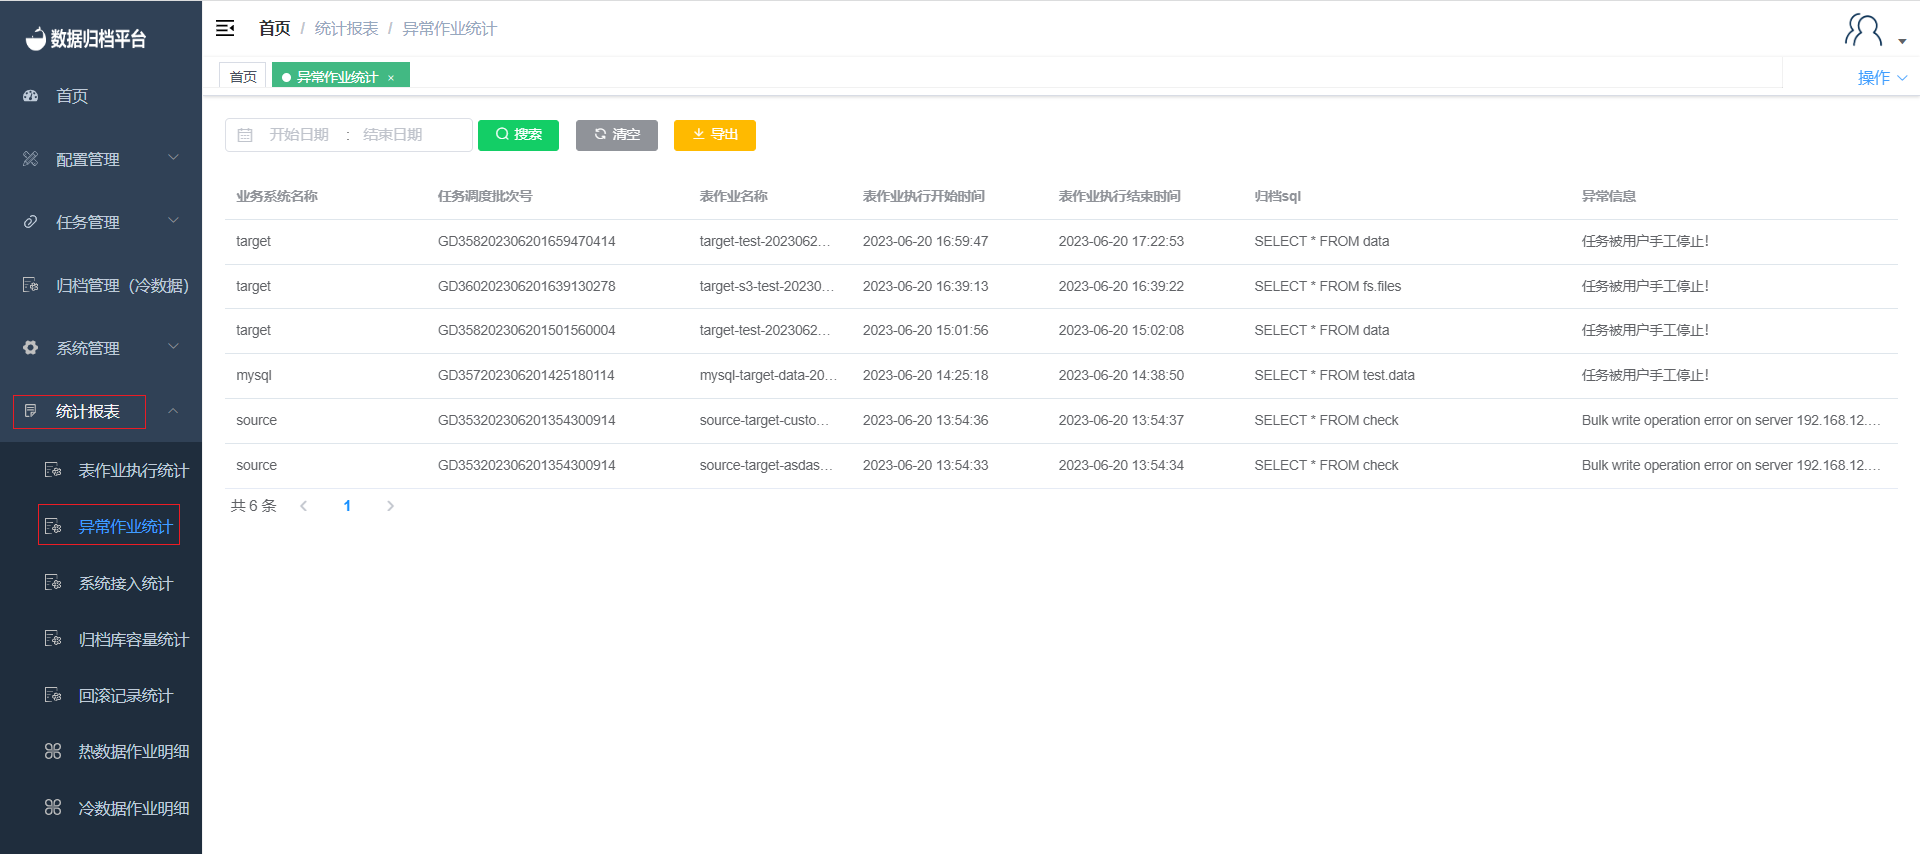 数据归档平台
首页
配置管理
任务管理
归档管理（冷数据）
系统管理
统计报表
表作业执行统计
异常作业统计
系统接入统计
归档库容量统计
回滚记录统计
热数据作业明细
冷数据作业明细
首页 / 统计报表 / 异常作业统计
首页 异常作业统计 ×
操作
开始日期 : 结束日期 搜索 清空 导出
业务系统名称 任务调度批次号 表作业名称 表作业执行开始时间 表作业执行结束时间 归档sql 异常信息
target GD358202306201659470414 target-test-2023062... 2023-06-20 16:59:47 2023-06-20 17:22:53 SELECT * FROM data 任务被用户手工停止!
target GD360202306201639130278 target-s3-test-20230... 2023-06-20 16:39:13 2023-06-20 16:39:22 SELECT * FROM fs.files 任务被用户手工停止!
target GD358202306201501560004 target-test-2023062... 2023-06-20 15:01:56 2023-06-20 15:02:08 SELECT * FROM data 任务被用户手工停止!
mysql GD357202306201425180114 mysql-target-data-20... 2023-06-20 14:25:18 2023-06-20 14:38:50 SELECT * FROM test.data 任务被用户手工停止!
source GD353202306201354300914 source-target-custo... 2023-06-20 13:54:36 2023-06-20 13:54:37 SELECT * FROM check Bulk write operation error on server 192.168.12....
source GD353202306201354300914 source-target-asdas... 2023-06-20 13:54:33 2023-06-20 13:54:34 SELECT * FROM check Bulk write operation error on server 192.168.12....
共 6 条 1